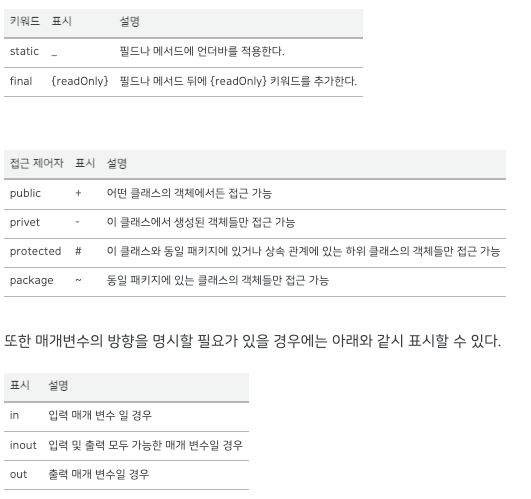 키워드 표시 설명
static _ 필드나 메서드에 언더바를 적용한다.
final {readOnly} 필드나 메서드 뒤에 {readOnly} 키워드를 추가한다.
접근 제어자 표시 설명
public + 어떤 클래스의 객체에서든 접근 가능
privet - 이 클래스에서 생성된 객체들만 접근 가능
protected # 이 클래스와 동일 패키지에 있거나 상속 관계에 있는 하위 클래스의 객체들만 접근 가능
package ~ 동일 패키지에 있는 클래스의 객체들만 접근 가능
또한 매개변수의 방향을 명시할 필요가 있을 경우에는 아래와 같시 표시할 수 있다.
표시 설명
in 입력 매개 변수 일 경우
inout 입력 및 출력 모두 가능한 매개 변수일 경우
out 출력 매개 변수일 경우